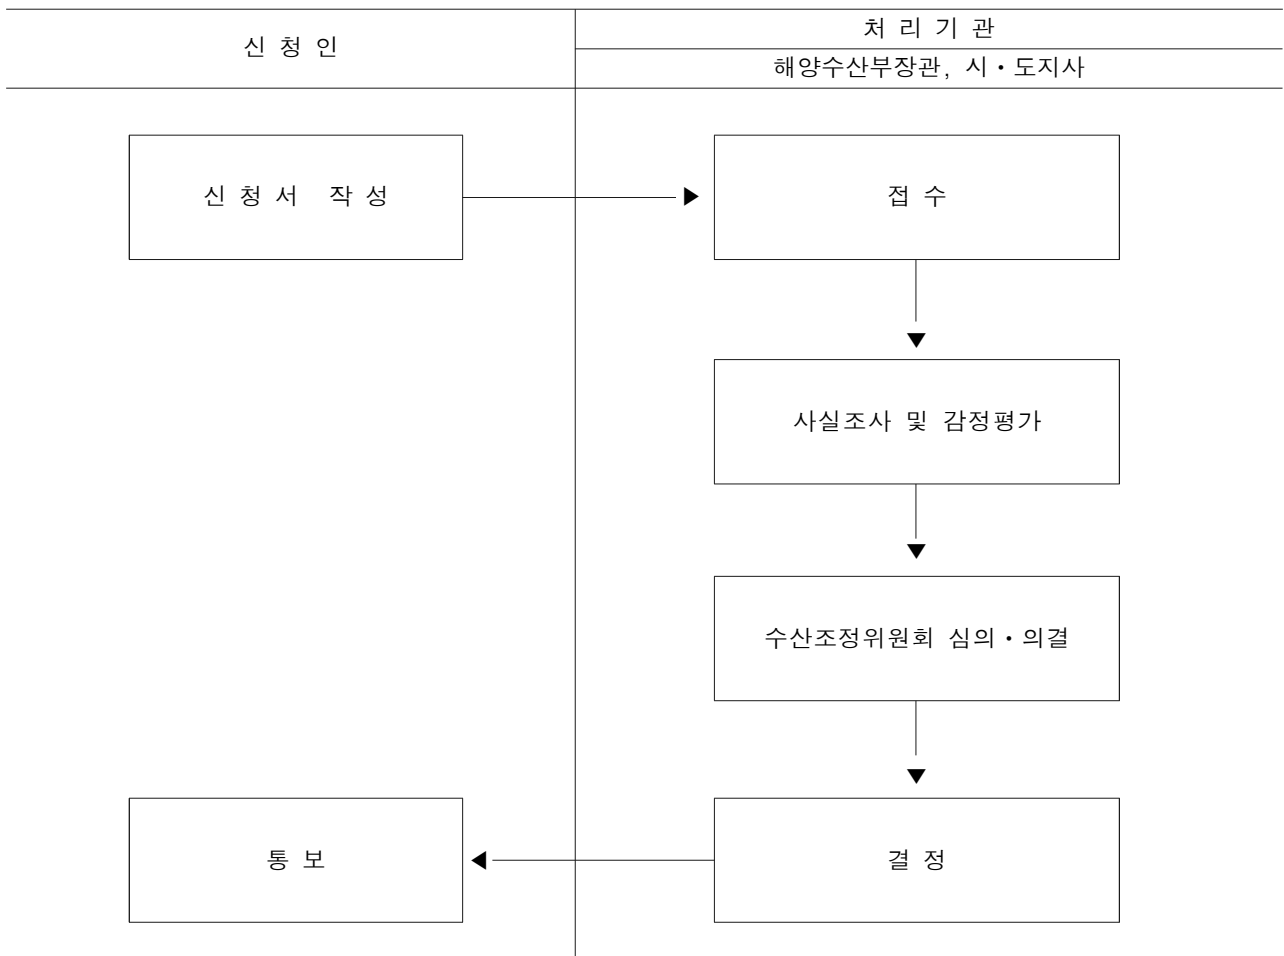 신 청 인
처 리 기 관
해양수산부장관, 시・도지사
신 청 서 작 성
접 수
사실조사 및 감정평가
수산조정위원회 심의・의결
통 보
결 정